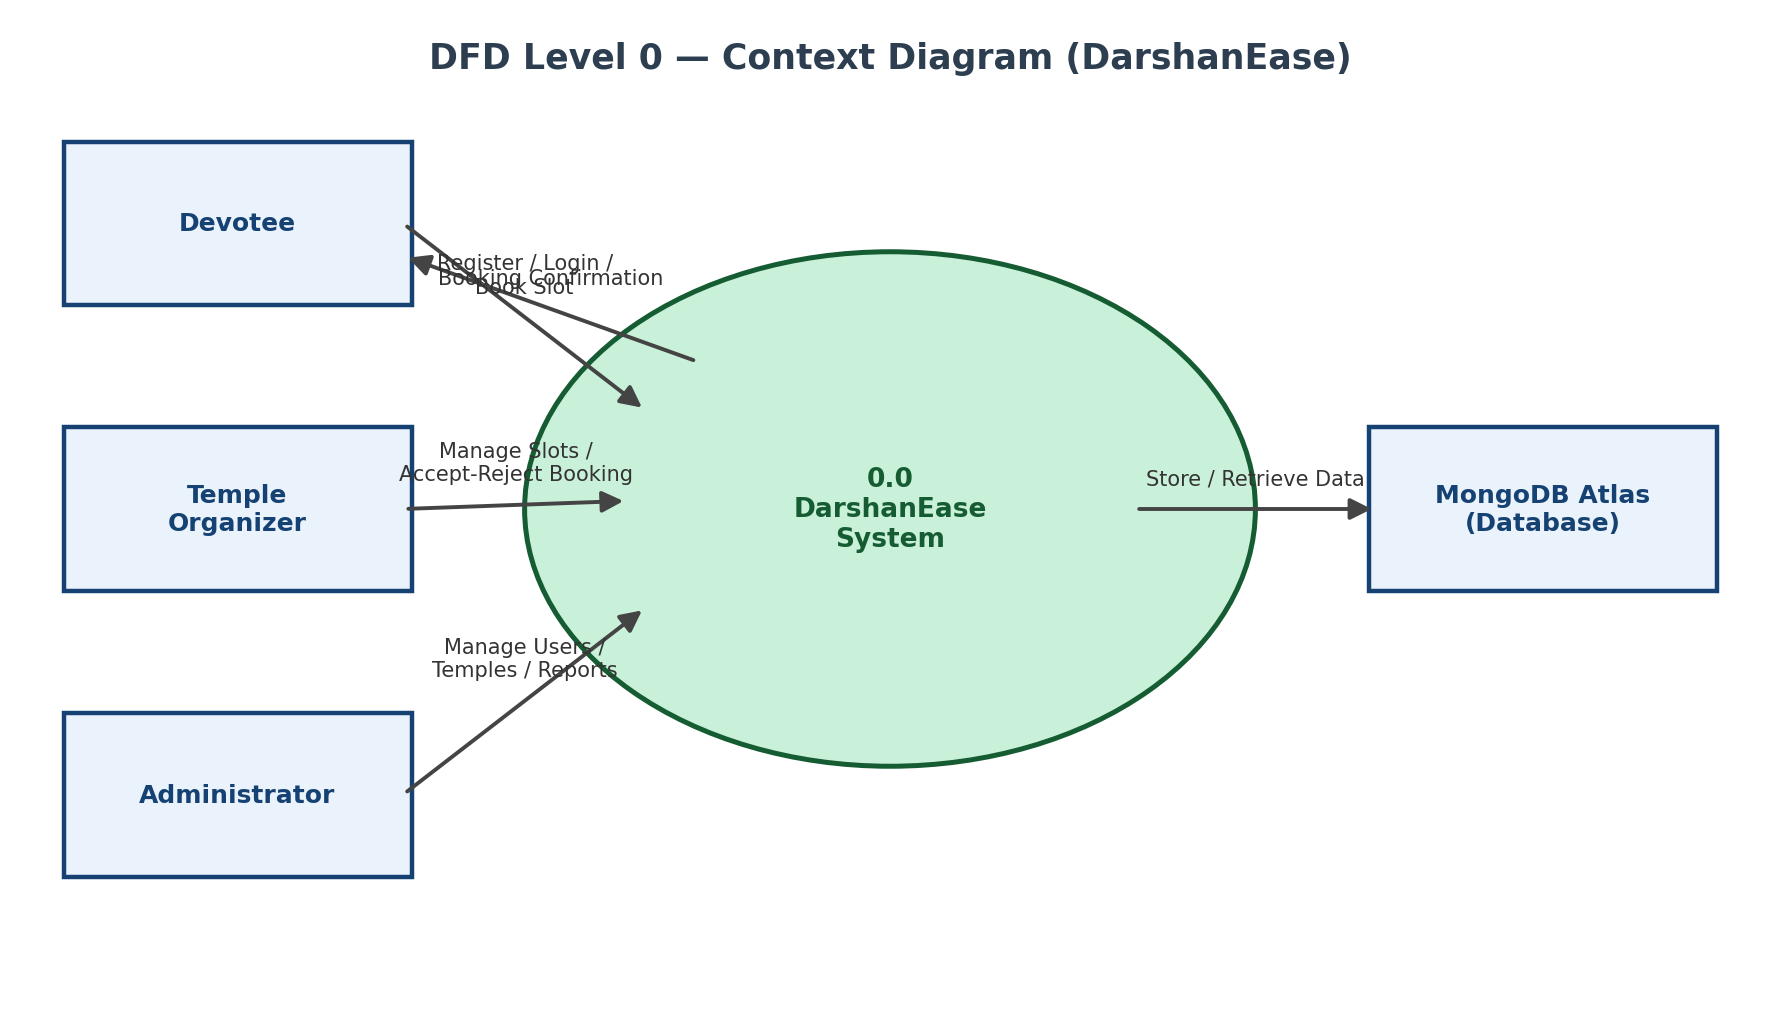 DFD Level 0 — Context Diagram (DarshanEase)
Devotee
Register / Login /
Book Slot
Booking Confirmation
Manage Slots /
Accept-Reject Booking
Temple
Organizer
0.0
DarshanEase
System
Store / Retrieve Data
MongoDB Atlas
(Database)
Manage Users /
Temples / Reports
Administrator